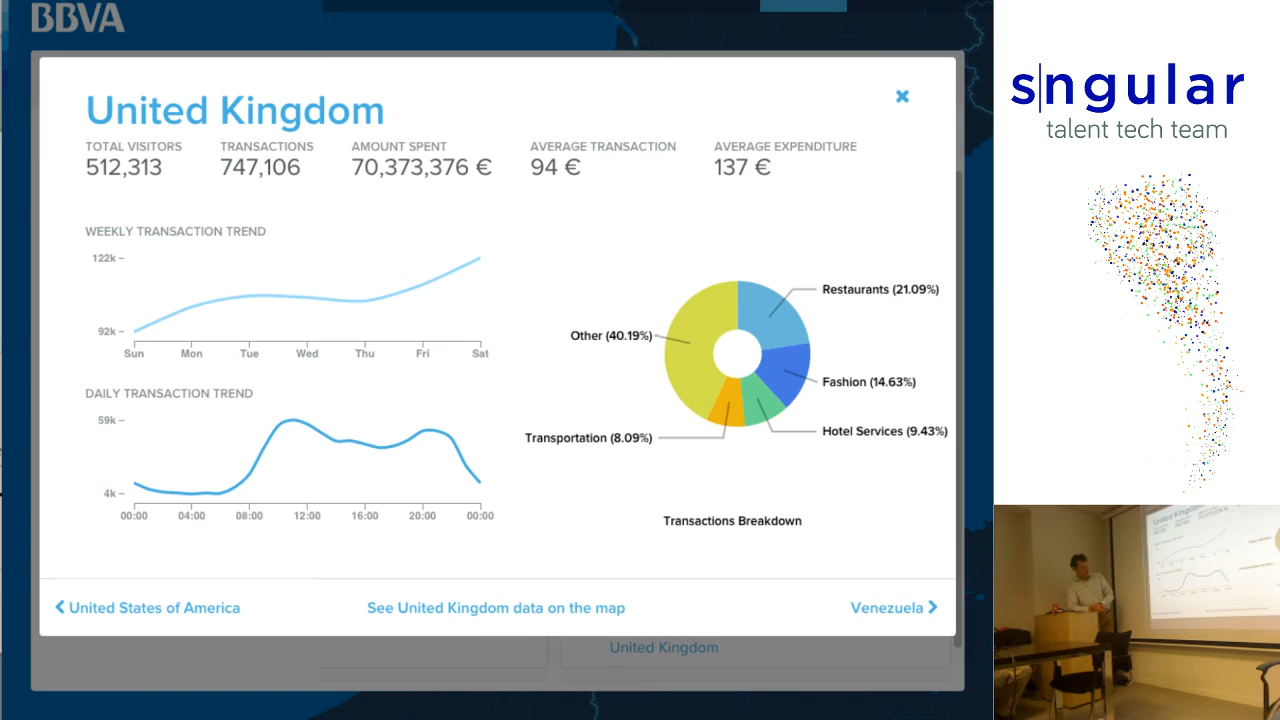 BBVA
United Kingdom
TOTAL VISITORS TRANSACTIONS AMOUNT SPENT AVERAGE TRANSACTION AVERAGE EXPENDITURE
512,313 747,106 70,373,376 € 94 € 137 €
WEEKLY TRANSACTION TREND
122k
92k
Sun Mon Tue Wed Thu Fri Sat
DAILY TRANSACTION TREND
59k
4k
00:00 04:00 08:00 12:00 16:00 20:00 00:00
Restaurants (21.09%)
Other (40.19%)
Fashion (14.63%)
Hotel Services (9.43%)
Transportation (8.09%)
Transactions Breakdown
United States of America See United Kingdom data on the map Venezuela
United Kingdom
s|ngular
talent tech team
United Kingdom